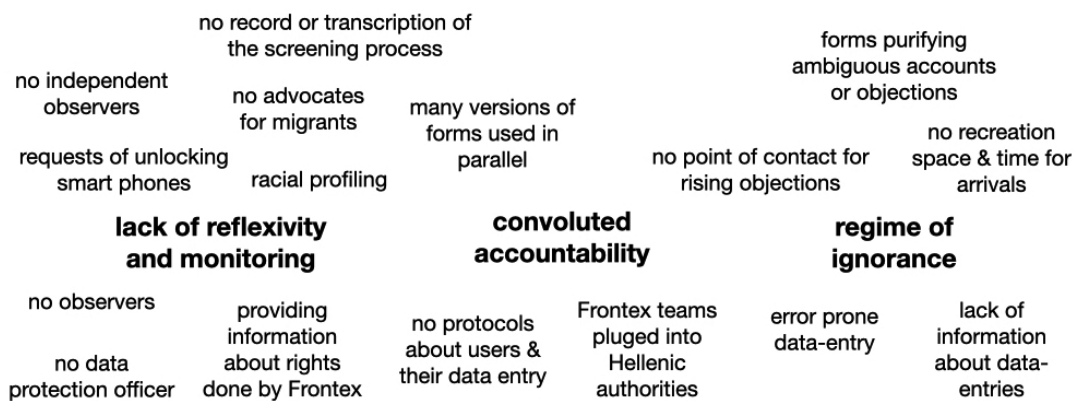 no record or transcription of
the screening process
no independent
observers
no advocates
for migrants
many versions of
forms used in
parallel
forms purifying
ambiguous accounts
or objections
requests of unlocking
smart phones
racial profiling
no point of contact for
rising objections
no recreation
space & time for
arrivals
lack of reflexivity
and monitoring
convoluted
accountability
regime of
ignorance
no observers
no data
protection officer
providing
information
about rights
done by Frontex
no protocols
about users &
their data entry
Frontex teams
pluged into
Hellenic
authorities
error prone
data-entry
lack of
information
about data-
entries